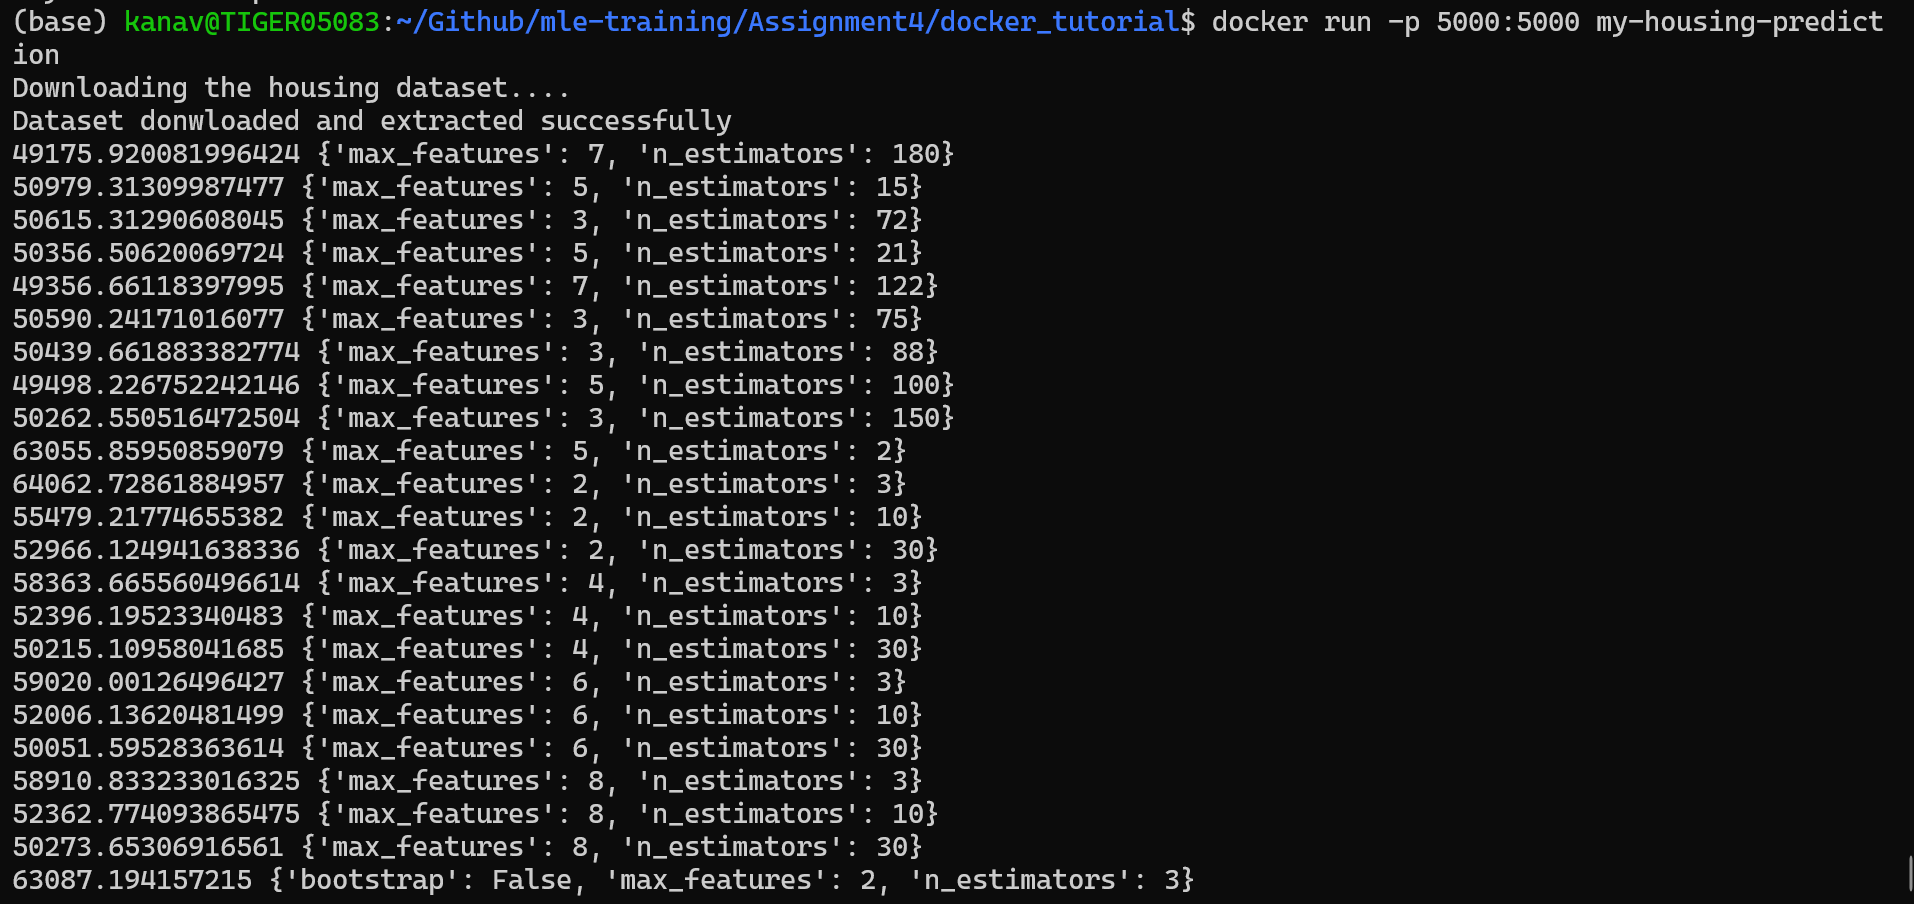 (base) kanav@TIGER05083:~/Github/mle-training/Assignment4/docker_tutorial$ docker run -p 5000:5000 my-housing-predict
ion
Downloading the housing dataset....
Dataset donwloaded and extracted successfully
49175.920081996424 {'max_features': 7, 'n_estimators': 180}
50979.31309987477 {'max_features': 5, 'n_estimators': 15}
50615.31290608045 {'max_features': 3, 'n_estimators': 72}
50356.50620069724 {'max_features': 5, 'n_estimators': 21}
49356.66118397995 {'max_features': 7, 'n_estimators': 122}
50590.24171016077 {'max_features': 3, 'n_estimators': 75}
50439.661883382774 {'max_features': 3, 'n_estimators': 88}
49498.226752242146 {'max_features': 5, 'n_estimators': 100}
50262.550516472504 {'max_features': 3, 'n_estimators': 150}
63055.85950859079 {'max_features': 5, 'n_estimators': 2}
64062.72861884957 {'max_features': 2, 'n_estimators': 3}
55479.21774655382 {'max_features': 2, 'n_estimators': 10}
52966.124941638336 {'max_features': 2, 'n_estimators': 30}
58363.665560496614 {'max_features': 4, 'n_estimators': 3}
52396.19523340483 {'max_features': 4, 'n_estimators': 10}
50215.10958041685 {'max_features': 4, 'n_estimators': 30}
59020.00126496427 {'max_features': 6, 'n_estimators': 3}
52006.13620481499 {'max_features': 6, 'n_estimators': 10}
50051.59528363614 {'max_features': 6, 'n_estimators': 30}
58910.833233016325 {'max_features': 8, 'n_estimators': 3}
52362.774093865475 {'max_features': 8, 'n_estimators': 10}
50273.65306916561 {'max_features': 8, 'n_estimators': 30}
63087.194157215 {'bootstrap': False, 'max_features': 2, 'n_estimators': 3}